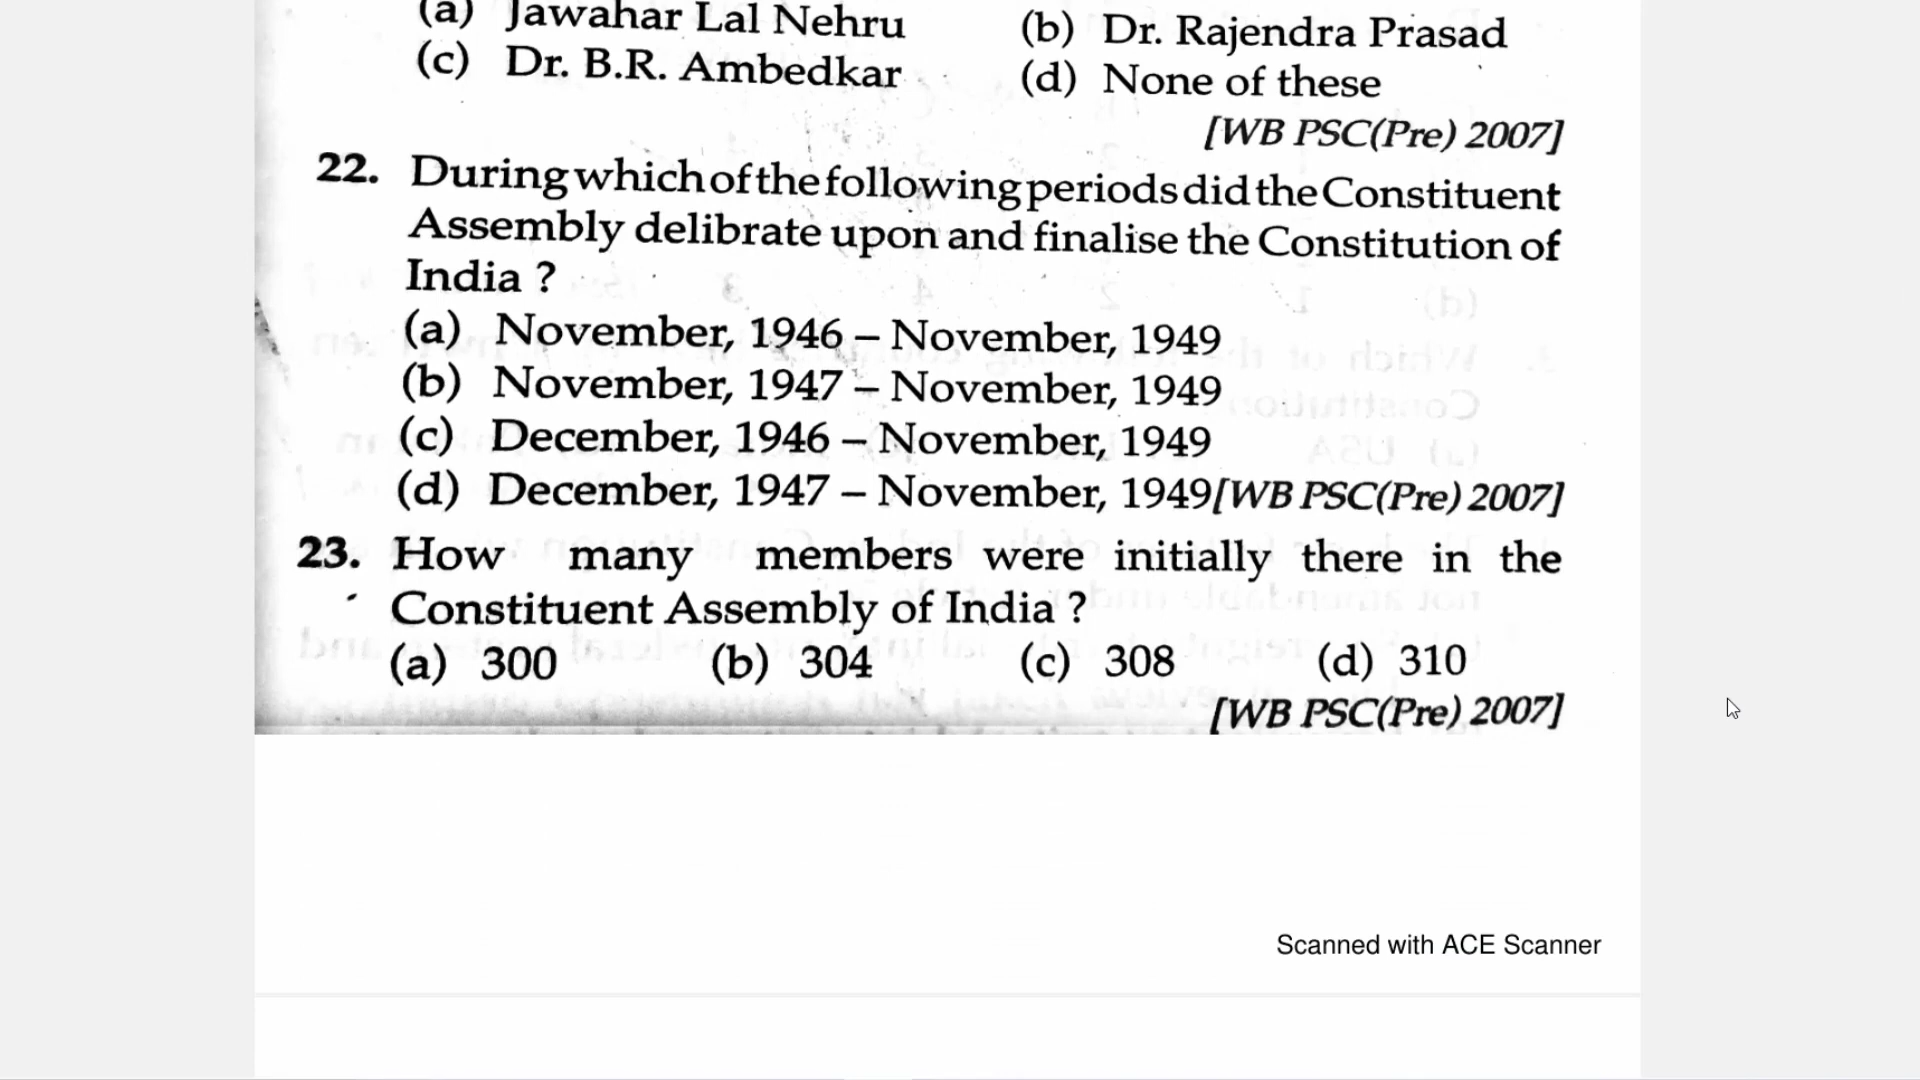 (a) Jawahar Lal Nehru (b) Dr. Rajendra Prasad
(c) Dr. B.R. Ambedkar (d) None of these
[WB PSC(Pre) 2007]
22. During which of the following periods did the Constituent
Assembly delibrate upon and finalise the Constitution of
India ?
(a) November, 1946 – November, 1949
(b) November, 1947 – November, 1949
(c) December, 1946 – November, 1949
(d) December, 1947 – November, 1949 [WB PSC(Pre) 2007]
23. How many members were initially there in the
Constituent Assembly of India ?
(a) 300 (b) 304 (c) 308 (d) 310
[WB PSC(Pre) 2007]
Scanned with ACE Scanner